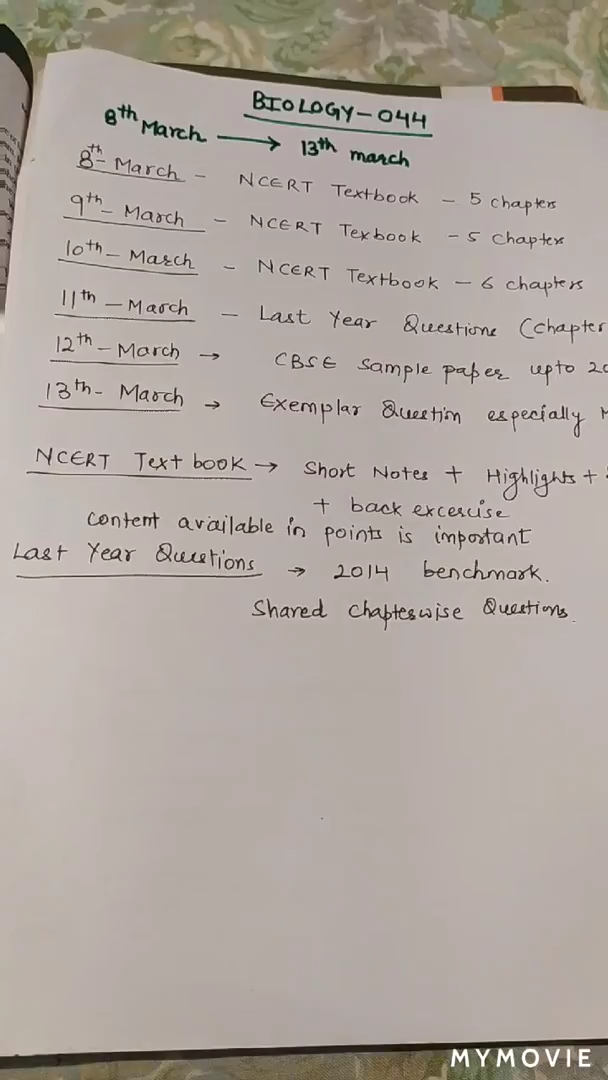 BIOLOGY-044
8th March → 13th march
8th March - NCERT Textbook - 5 chapters
9th - March - NCERT Texbook - 5 Chapters
10th - March - NCERT Textbook - 6 chapters
11th - March - Last Year Questions (chapter
12th - March → CBSE sample paper upto 20
13th - March → Exemplar Question especially
NCERT Text book → Short Notes + Highlights +
+ back excercise
content available in points is important
Last Year Questions → 2014 benchmark.
Shared Chapterwise Questions.
MYMOVIE